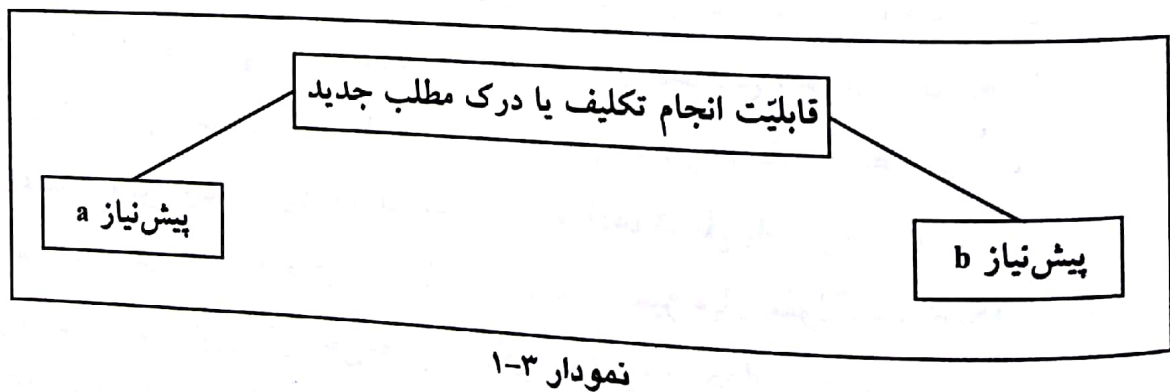 قابلیّت انجام تکلیف یا درک مطلب جدید
پیش‌نیاز a
پیش‌نیاز b
نمودار ۳-۱